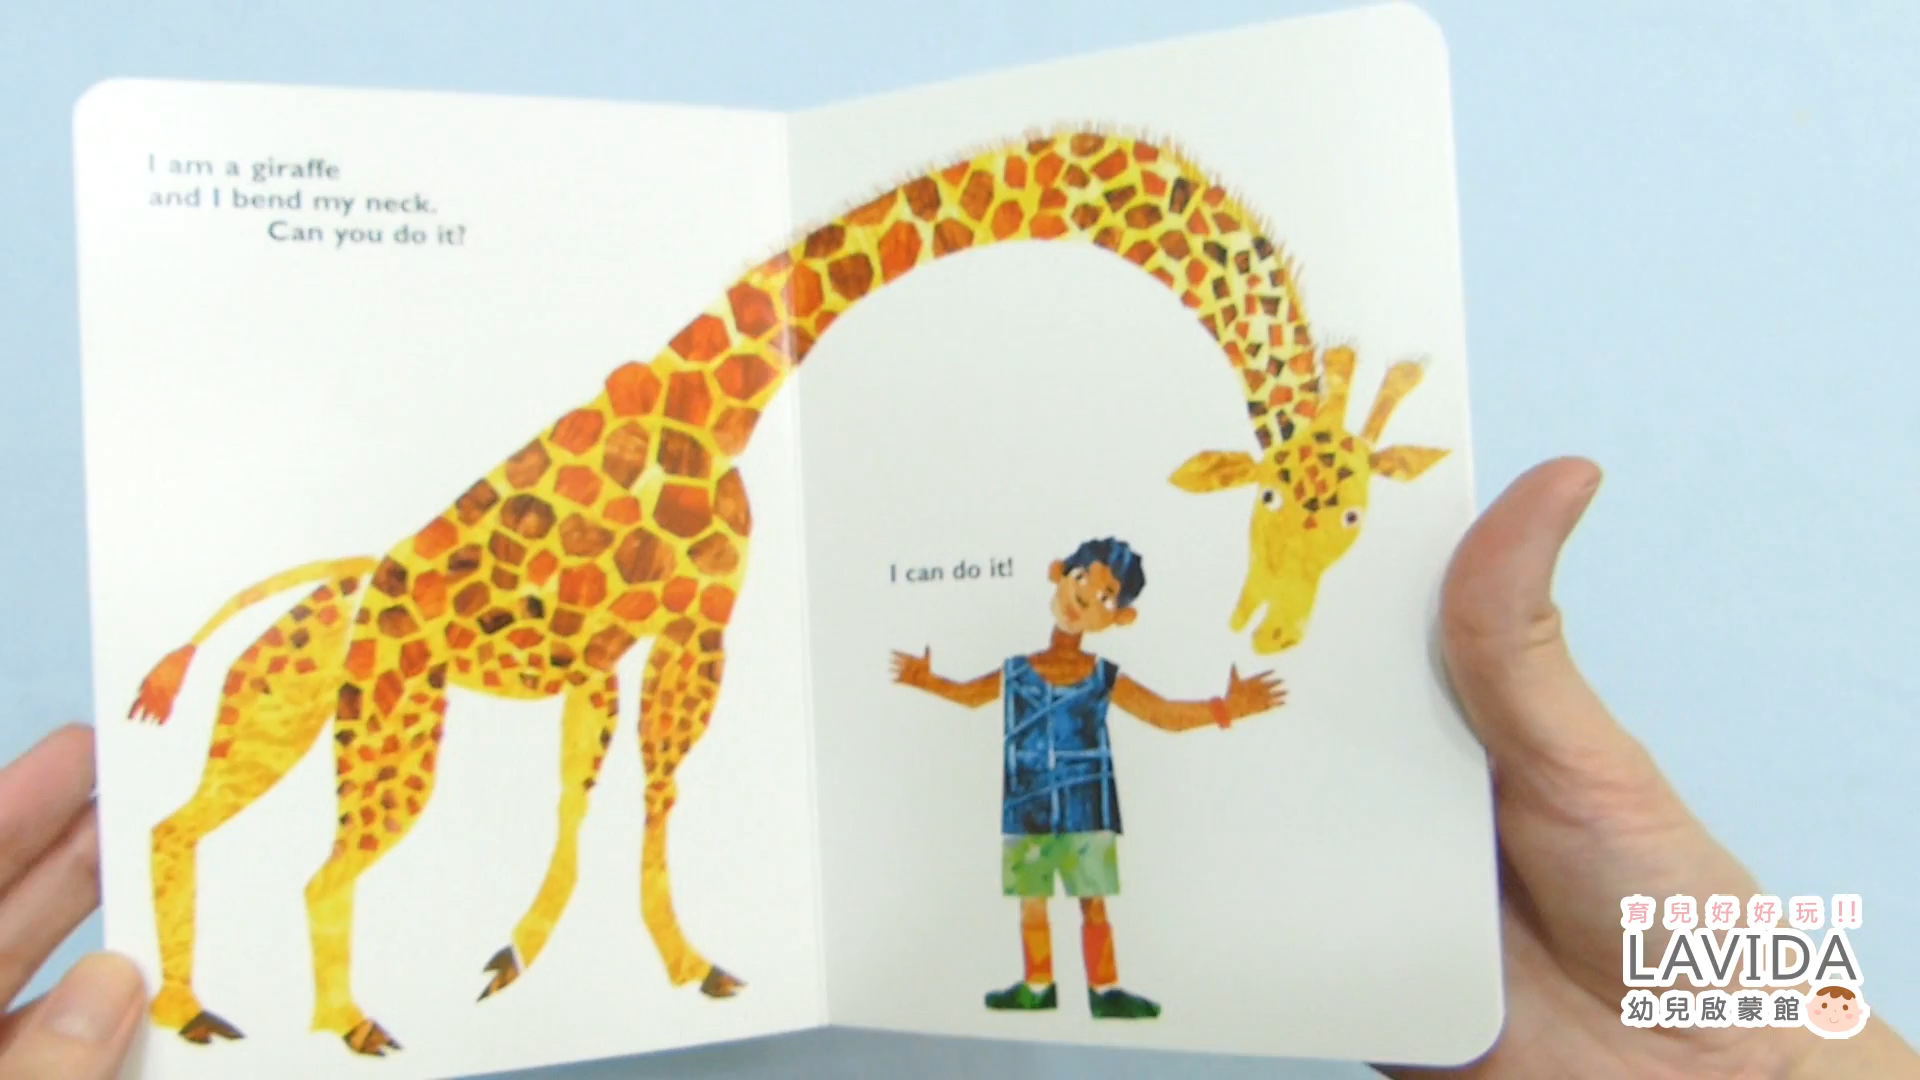 I am a giraffe
and I bend my neck.
Can you do it?
I can do it!
育兒好好玩!!
LAVIDA
幼兒啟蒙館